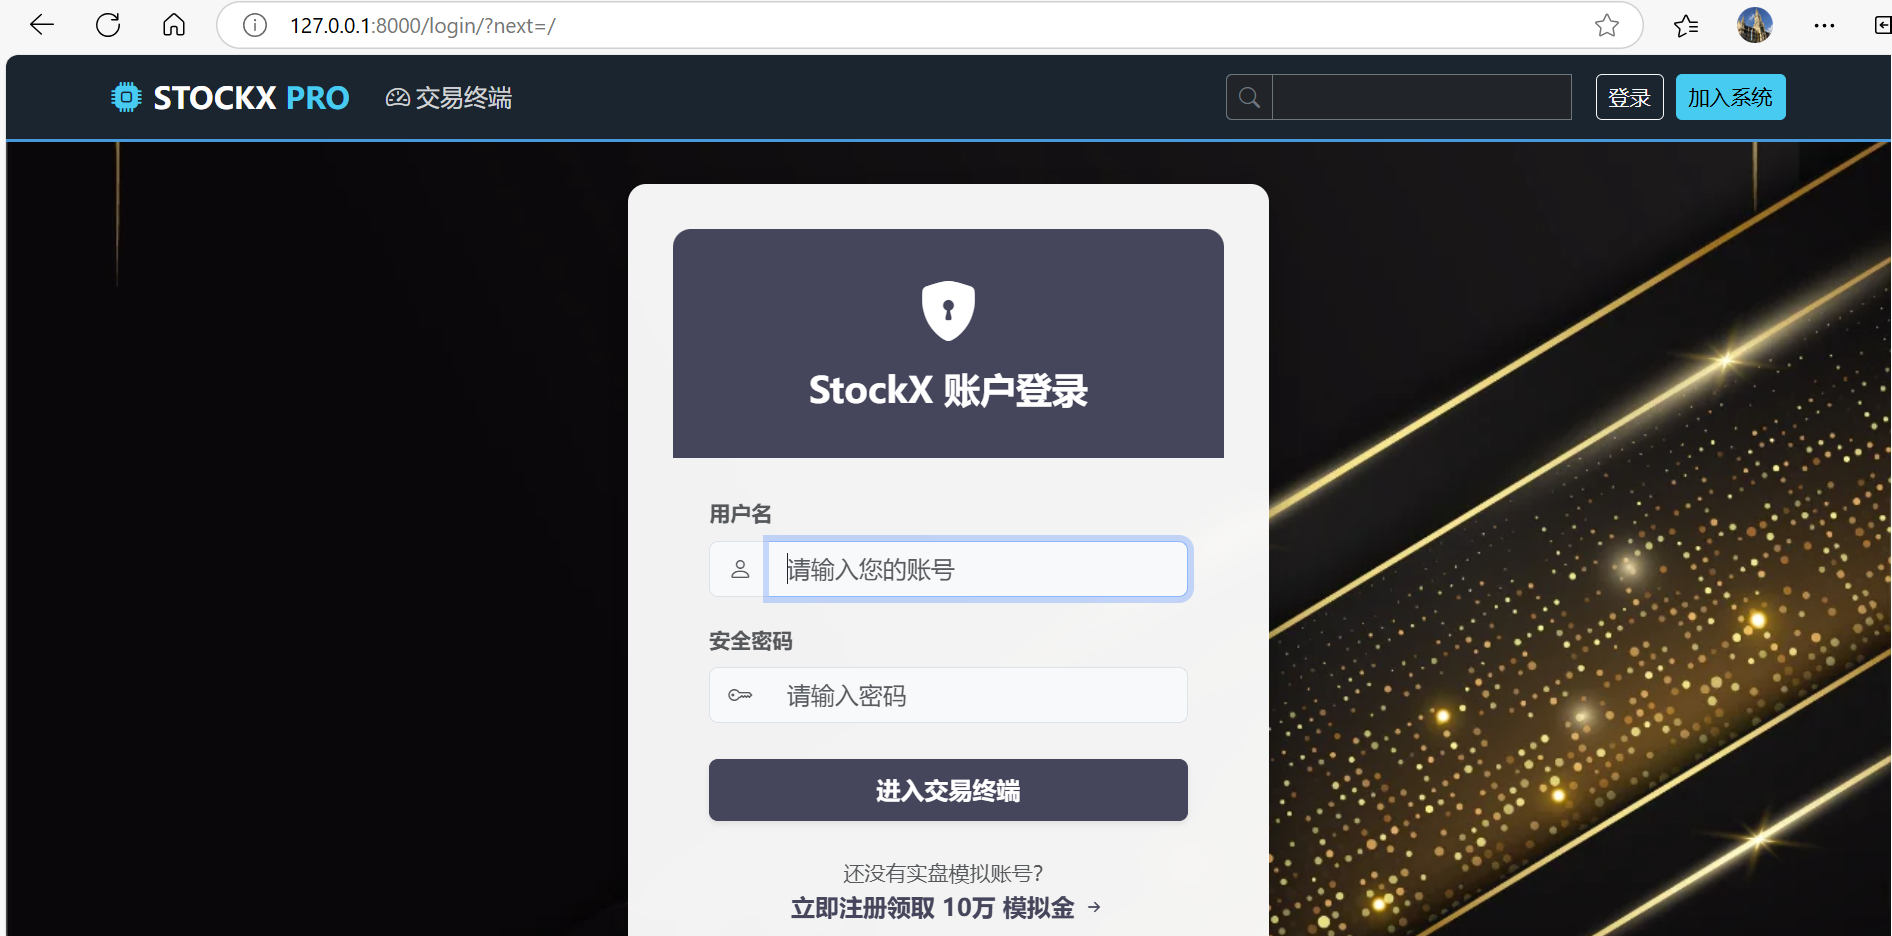 127.0.0.1:8000/login/?next=/
STOCKX PRO 交易终端 登录 加入系统
StockX 账户登录
用户名
请输入您的账号
安全密码
请输入密码
进入交易终端
还没有实盘模拟账号？
立即注册领取 10万 模拟金 →